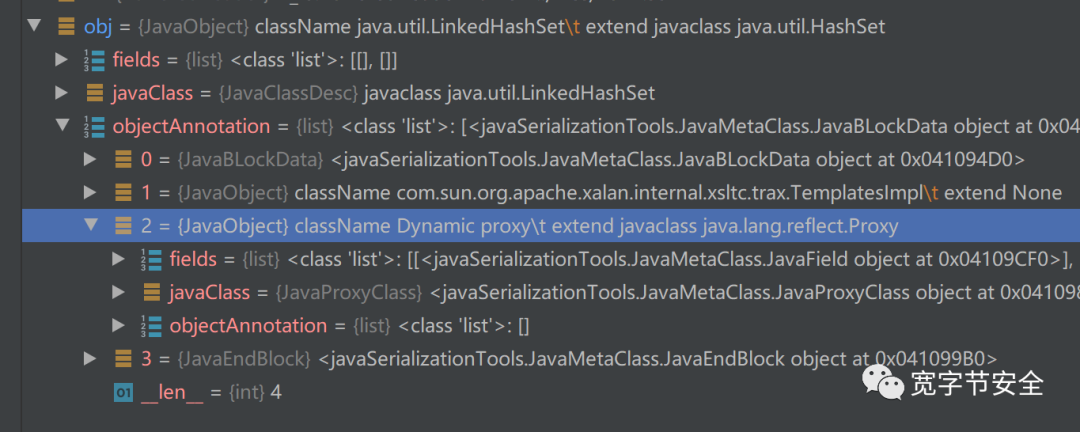 obj = {JavaObject} className java.util.LinkedHashSet\t extend javaclass java.util.HashSet
fields = {list} <class 'list'>: [[], []]
javaClass = {JavaClassDesc} javaclass java.util.LinkedHashSet
objectAnnotation = {list} <class 'list'>: [<javaSerializationTools.JavaMetaClass.JavaBLockData object at 0x04
0 = {JavaBLockData} <javaSerializationTools.JavaMetaClass.JavaBLockData object at 0x041094D0>
1 = {JavaObject} className com.sun.org.apache.xalan.internal.xsltc.trax.TemplatesImpl\t extend None
2 = {JavaObject} className Dynamic proxy\t extend javaclass java.lang.reflect.Proxy
fields = {list} <class 'list'>: [[<javaSerializationTools.JavaMetaClass.JavaField object at 0x04109CF0>],
javaClass = {JavaProxyClass} <javaSerializationTools.JavaMetaClass.JavaProxyClass object at 0x041098
objectAnnotation = {list} <class 'list'>: []
3 = {JavaEndBlock} <javaSerializationTools.JavaMetaClass.JavaEndBlock object at 0x041099B0>
01 __len__ = {int} 4
宽字节安全